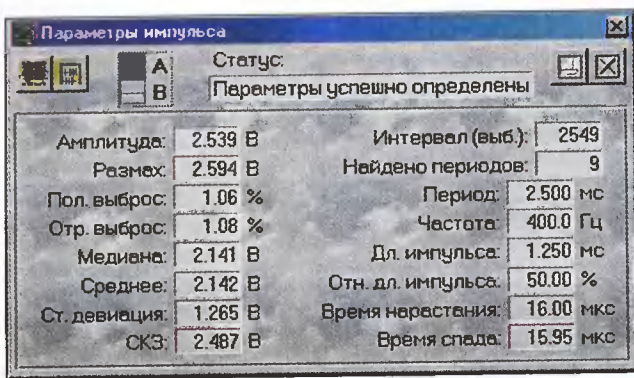 Параметры импульса
A
B
Статус:
Параметры успешно определены
Амплитуда: 2.539 В
Размах: 2.594 В
Пол. выброс: 1.06 %
Отр. выброс: 1.08 %
Медиана: 2.141 В
Среднее: 2.142 В
Ст. девиация: 1.265 В
СКЗ: 2.487 В
Интервал (выб.): 2549
Найдено периодов: 9
Период: 2.500 мс
Частота: 400.0 Гц
Дл. импульса: 1.250 мс
Отн. дл. импульса: 50.00 %
Время нарастания: 16.00 мкс
Время спада: 15.95 мкс